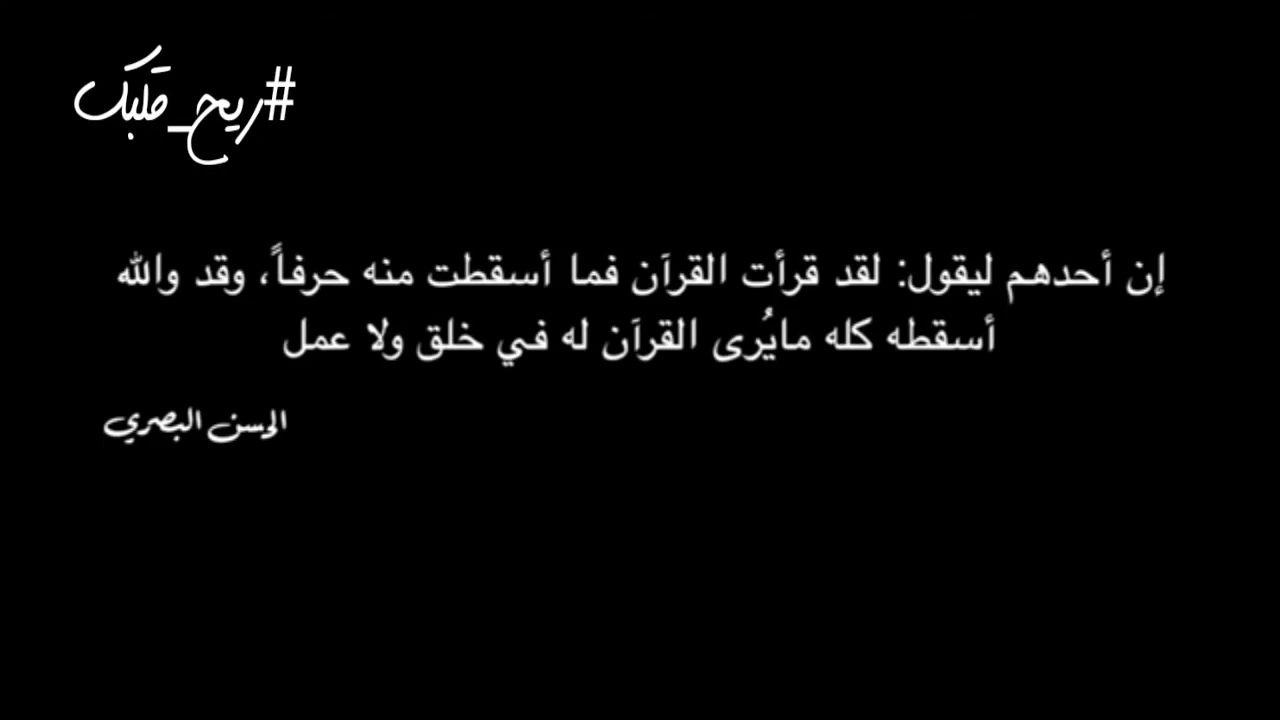 #ريح_قلبك
إن أحدهم ليقول: لقد قرأت القرآن فما أسقطت منه حرفاً، وقد والله
أسقطه كله مايُرى القرآن له في خلق ولا عمل
الحسن البصري